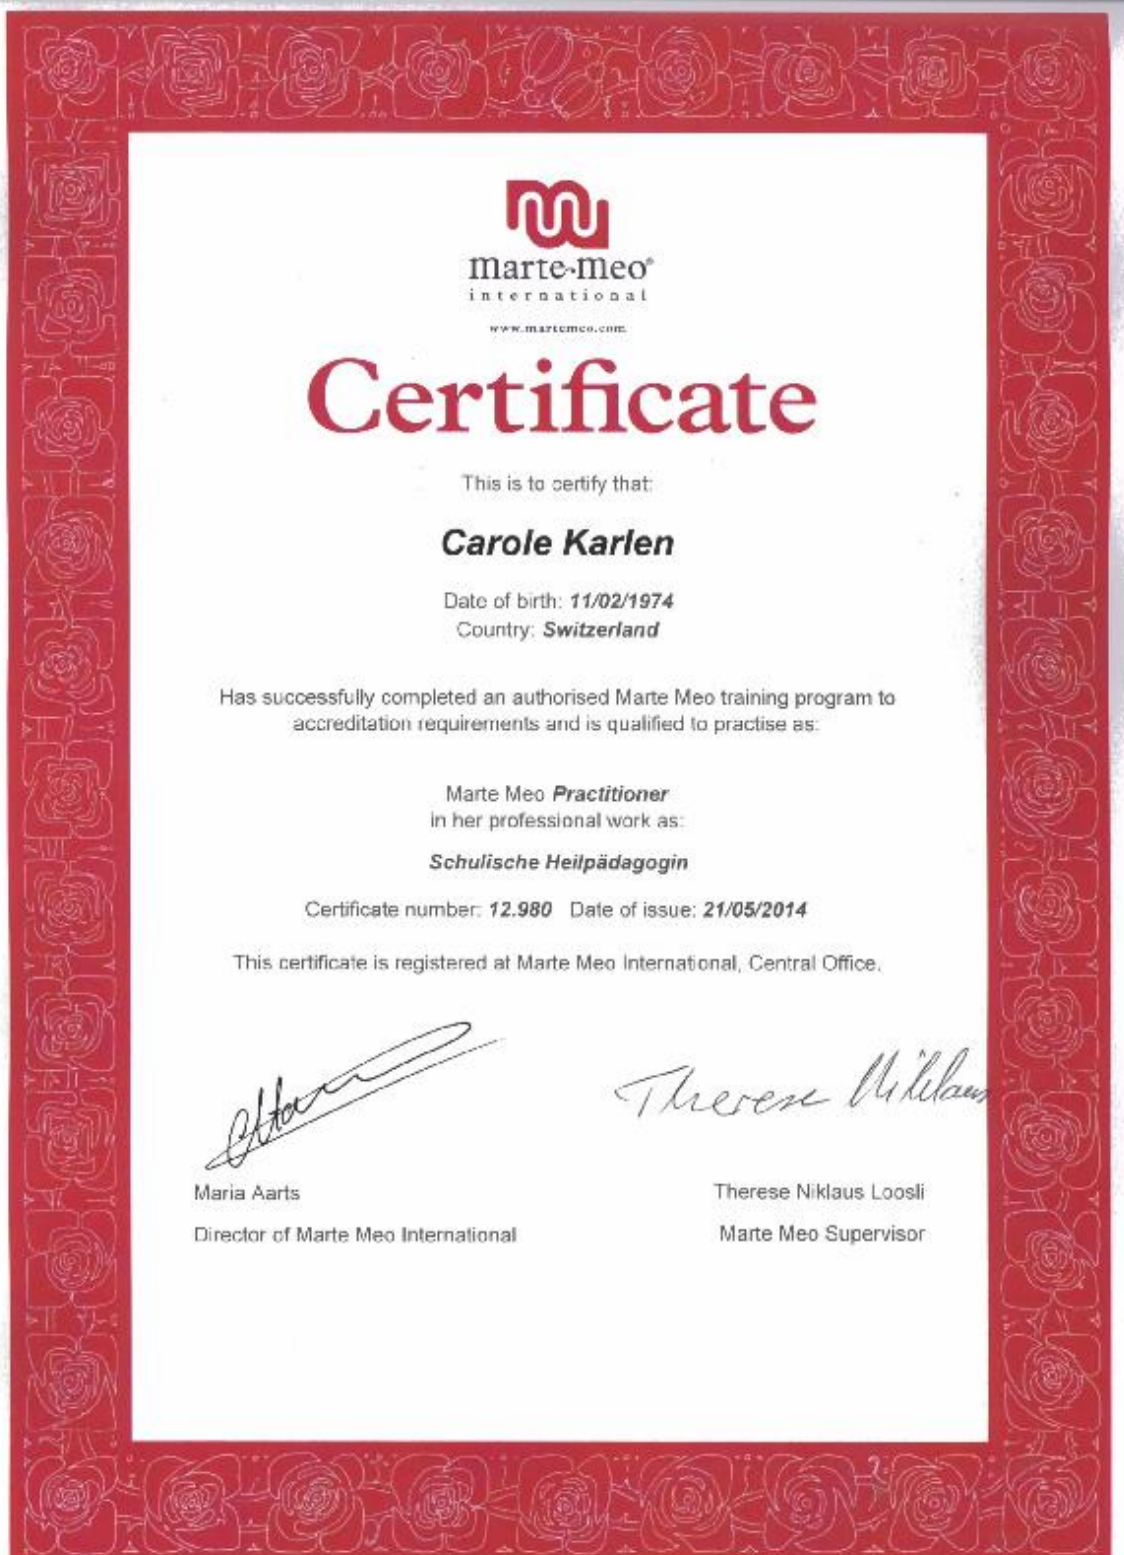 marte·meo®
international
www.martemeo.com
Certificate
This is to certify that:
Carole Karlen
Date of birth: 11/02/1974
Country: Switzerland
Has successfully completed an authorised Marte Meo training program to
accreditation requirements and is qualified to practise as:
Marte Meo Practitioner
in her professional work as:
Schulische Heilpädagogin
Certificate number: 12.980 Date of issue: 21/05/2014
This certificate is registered at Marte Meo International, Central Office.
Therese Niklaus
Maria Aarts
Therese Niklaus Loosli
Director of Marte Meo International
Marte Meo Supervisor